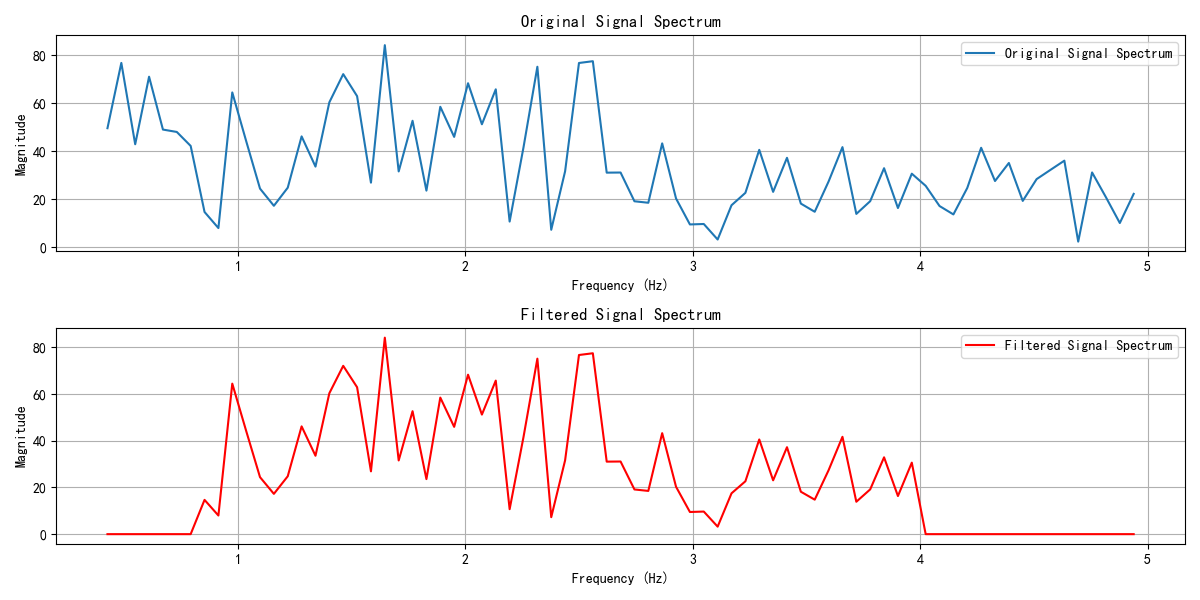 Original Signal Spectrum
Original Signal Spectrum
80
60
40
20
0
Magnitude
1 2 3 4 5
Frequency (Hz)
Filtered Signal Spectrum
Filtered Signal Spectrum
80
60
40
20
0
Magnitude
1 2 3 4 5
Frequency (Hz)